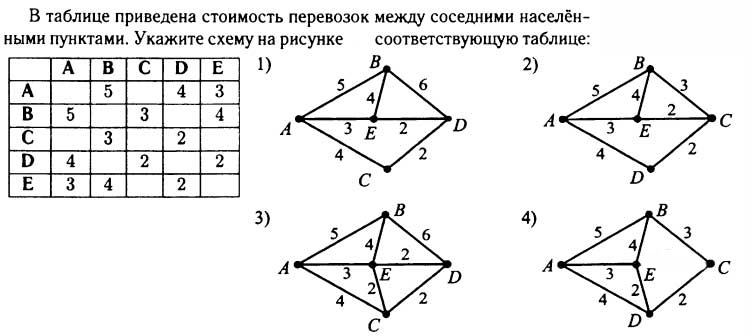 В таблице приведена стоимость перевозок между соседними населён-
ными пунктами. Укажите схему на рисунке соответствующую таблице:
A B C D E
A 5 4 3
B 5 3 4
C 3 2
D 4 2 2
E 3 4 2
1)
B
5 6
4
A 3 E 2 D
4 2
C
2)
B
5 3
4 2
A 3 E C
4 2
D
3)
B
5 6
4 2
A 3 E D
2
4 2
C
4)
B
5 3
4
A 3 E C
2
4 2
D